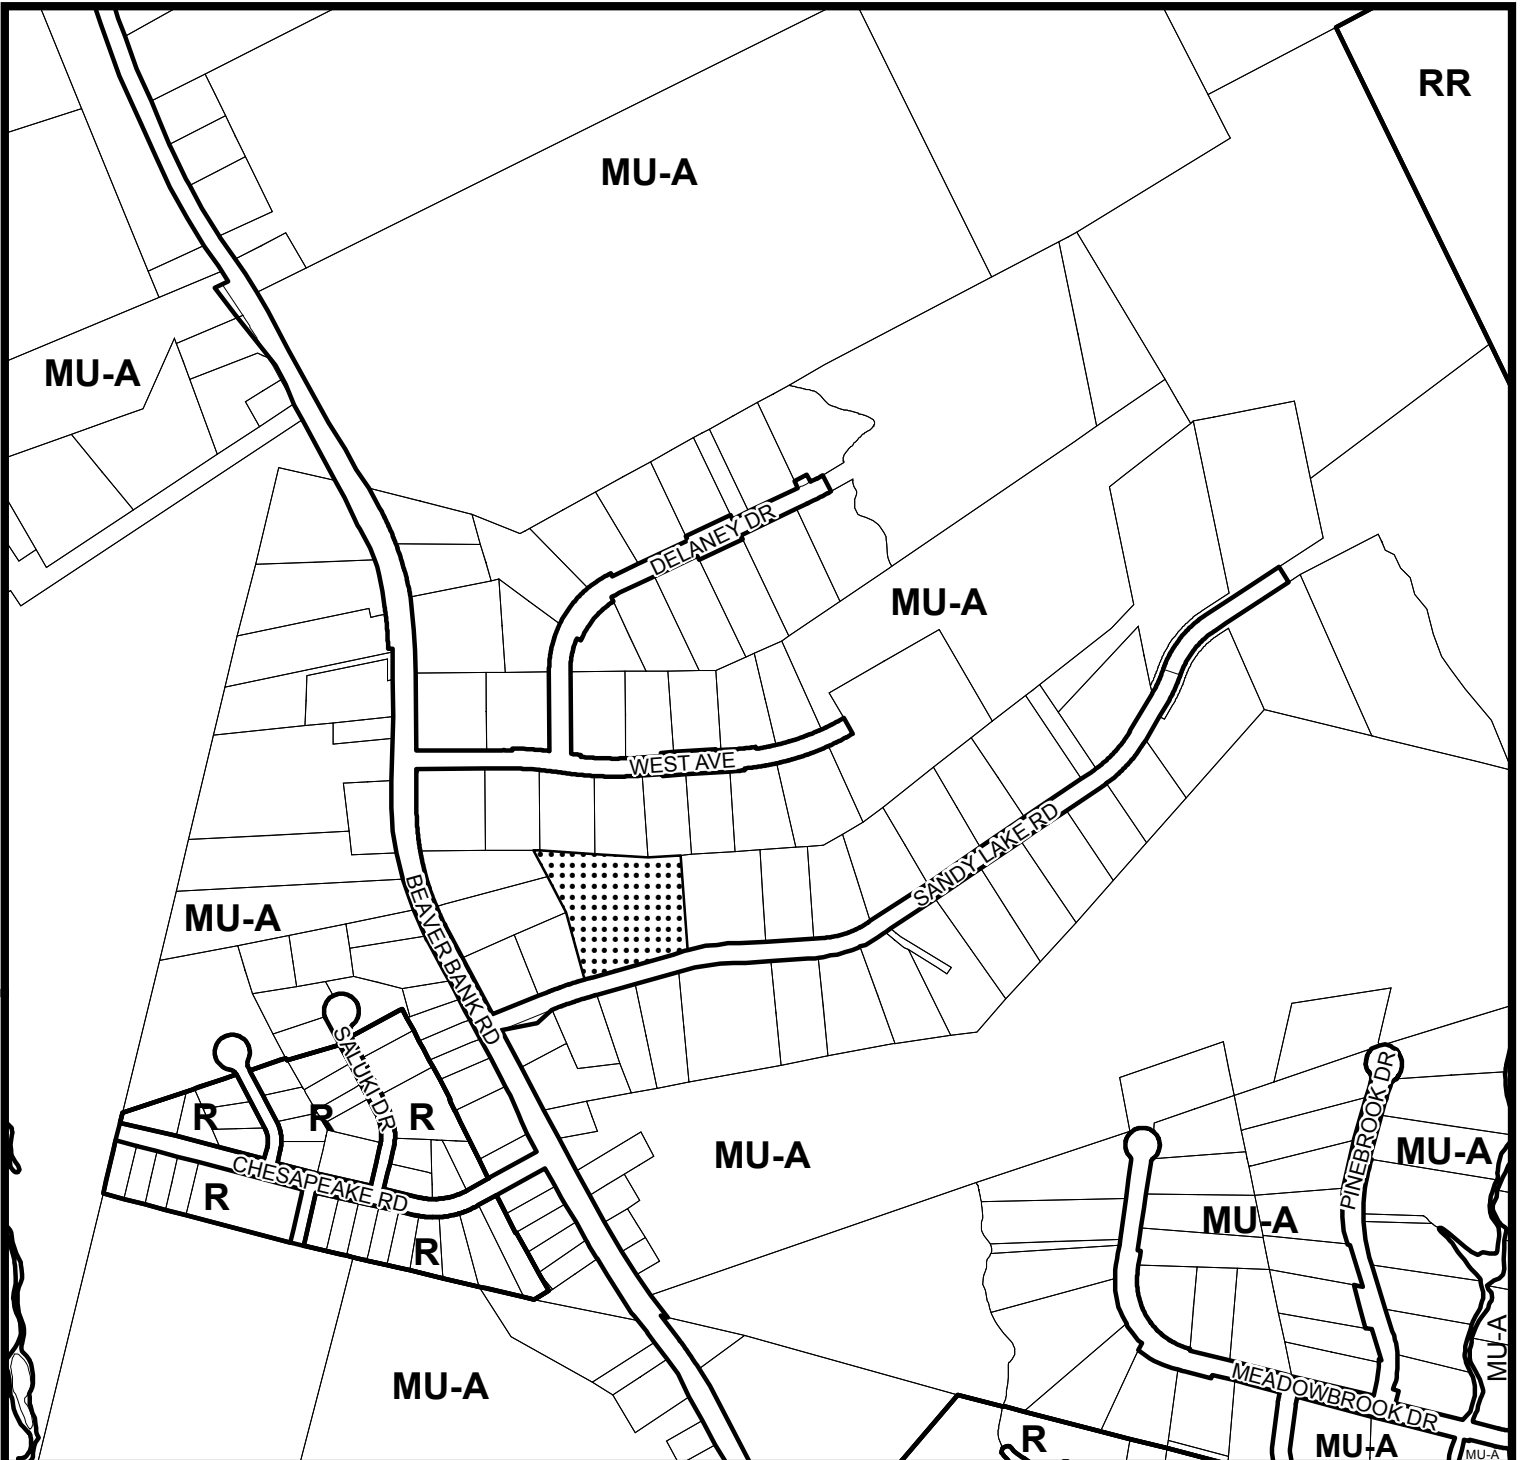 RR
MU-A
MU-A
DELANEY DR
MU-A
WEST AVE
SANDY LAKE RD
BEAVER BANK RD
MU-A
SALUKI DR
R
R
R
MU-A
PINEBROOK DR
MU-A
CHESAPEAKE RD
R
MU-A
R
MU-A
MU-A
MEADOWBROOK DR
R
MU-A
MU-A